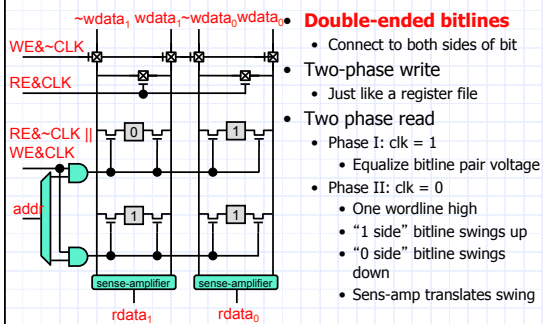 ~wdata₁ wdata₁ ~wdata₀ wdata₀
WE&~CLK
RE&CLK
RE&~CLK ||
WE&CLK
addr
0
1
1
1
sense-amplifier
sense-amplifier
rdata₁
rdata₀
• Double-ended bitlines
• Connect to both sides of bit
• Two-phase write
• Just like a register file
• Two phase read
• Phase I: clk = 1
• Equalize bitline pair voltage
• Phase II: clk = 0
• One wordline high
• “1 side” bitline swings up
• “0 side” bitline swings
down
• Sens-amp translates swing